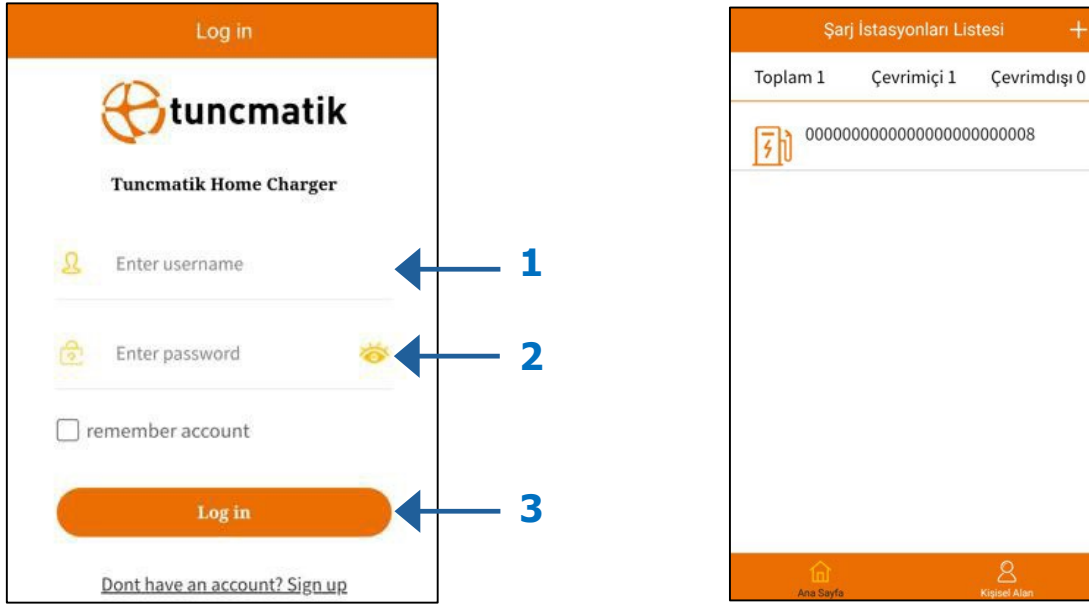 Log in
tuncmatik
Tuncmatik Home Charger
Enter username
1
Enter password
2
remember account
Log in
3
Dont have an account? Sign up
Şarj İstasyonları Listesi +
Toplam 1 Çevrimiçi 1 Çevrimdışı 0
0000000000000000000000008
Ana Sayfa Kişisel Alan